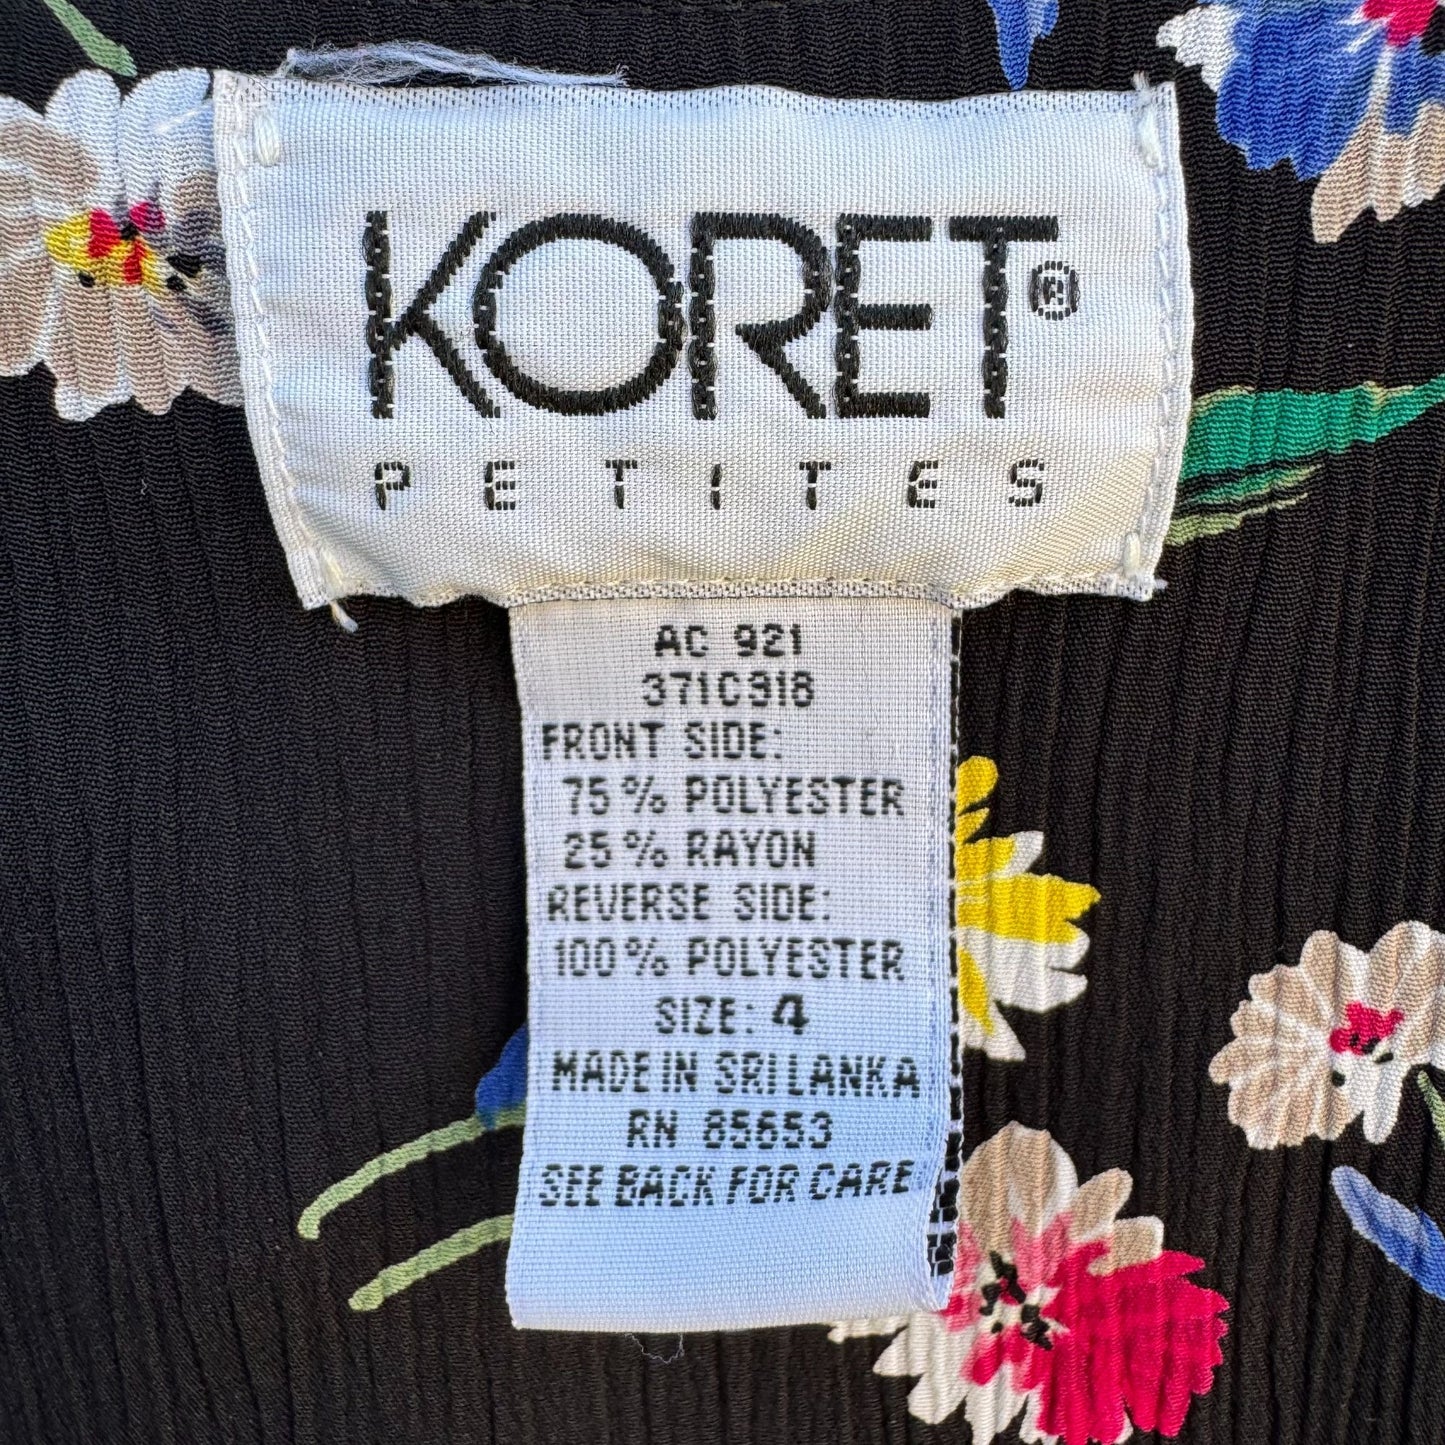 KORET®
PETITES
AC 921
371C918
FRONT SIDE:
75% POLYESTER
25% RAYON
REVERSE SIDE:
100% POLYESTER
SIZE: 4
MADE IN SRI LANKA
RN 85653
SEE BACK FOR CARE